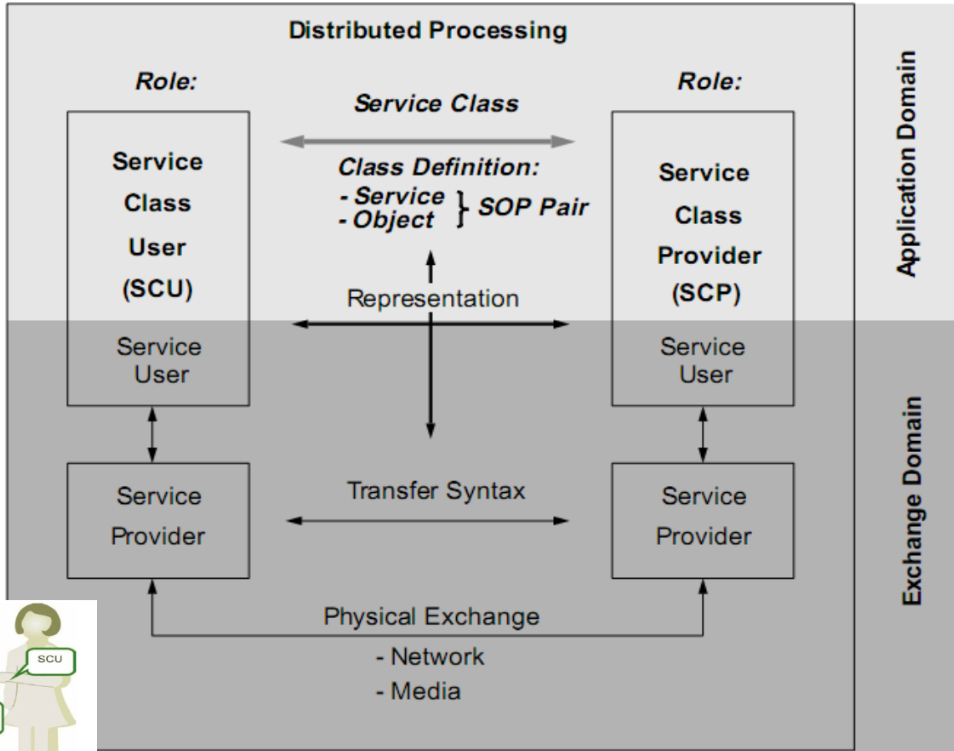 Distributed Processing
Role:
Role:
Service Class
Class Definition:
- Service
- Object
} SOP Pair
Service
Class
User
(SCU)
Service
Class
Provider
(SCP)
Representation
Service
User
Service
User
Service
Provider
Transfer Syntax
Service
Provider
Physical Exchange
- Network
- Media
SCU
Application Domain
Exchange Domain